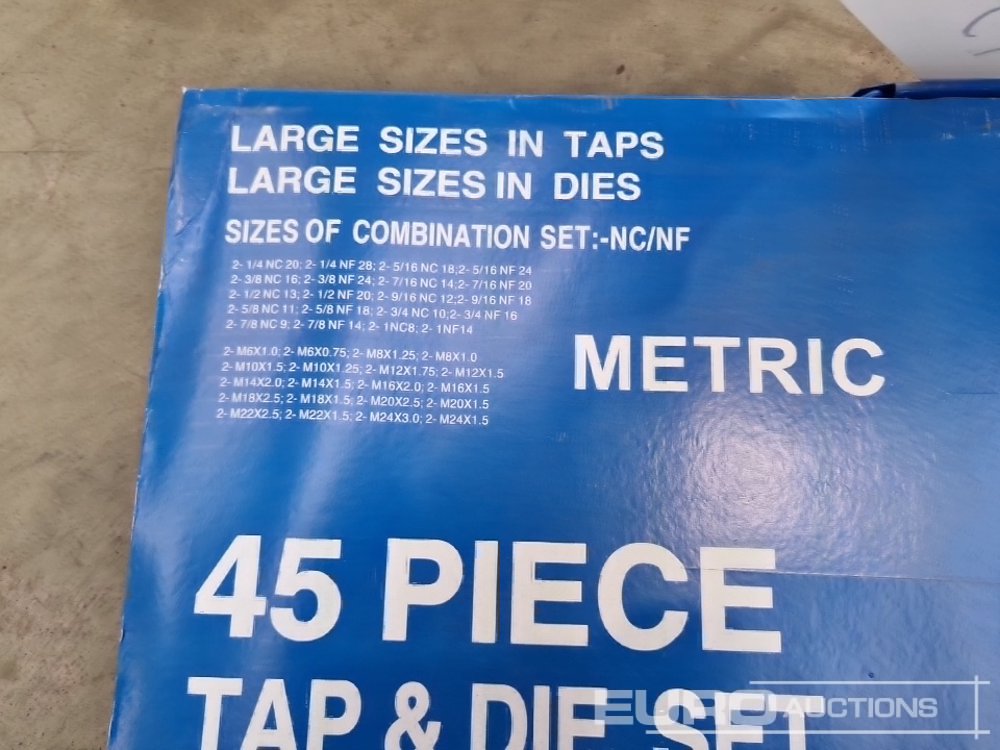 LARGE SIZES IN TAPS
LARGE SIZES IN DIES
SIZES OF COMBINATION SET:-NC/NF
2- 1/4 NC 20; 2- 1/4 NF 28; 2- 5/16 NC 18; 2- 5/16 NF 24
2- 3/8 NC 16; 2- 3/8 NF 24; 2- 7/16 NC 14; 2- 7/16 NF 20
2- 1/2 NC 13; 2- 1/2 NF 20; 2- 9/16 NC 12; 2- 9/16 NF 18
2- 5/8 NC 11; 2- 5/8 NF 18; 2- 3/4 NC 10; 2- 3/4 NF 16
2- 7/8 NC 9; 2- 7/8 NF 14; 2- 1NC8; 2- 1NF14
2- M6X1.0; 2- M6X0.75; 2- M8X1.25; 2- M8X1.0
2- M10X1.5; 2- M10X1.25; 2- M12X1.75; 2- M12X1.5
2- M14X2.0; 2- M14X1.5; 2- M16X2.0; 2- M16X1.5
2- M18X2.5; 2- M18X1.5; 2- M20X2.5; 2- M20X1.5
2- M22X2.5; 2- M22X1.5; 2- M24X3.0; 2- M24X1.5
METRIC
45 PIECE
TAP & DIE SET
EURO AUCTIONS